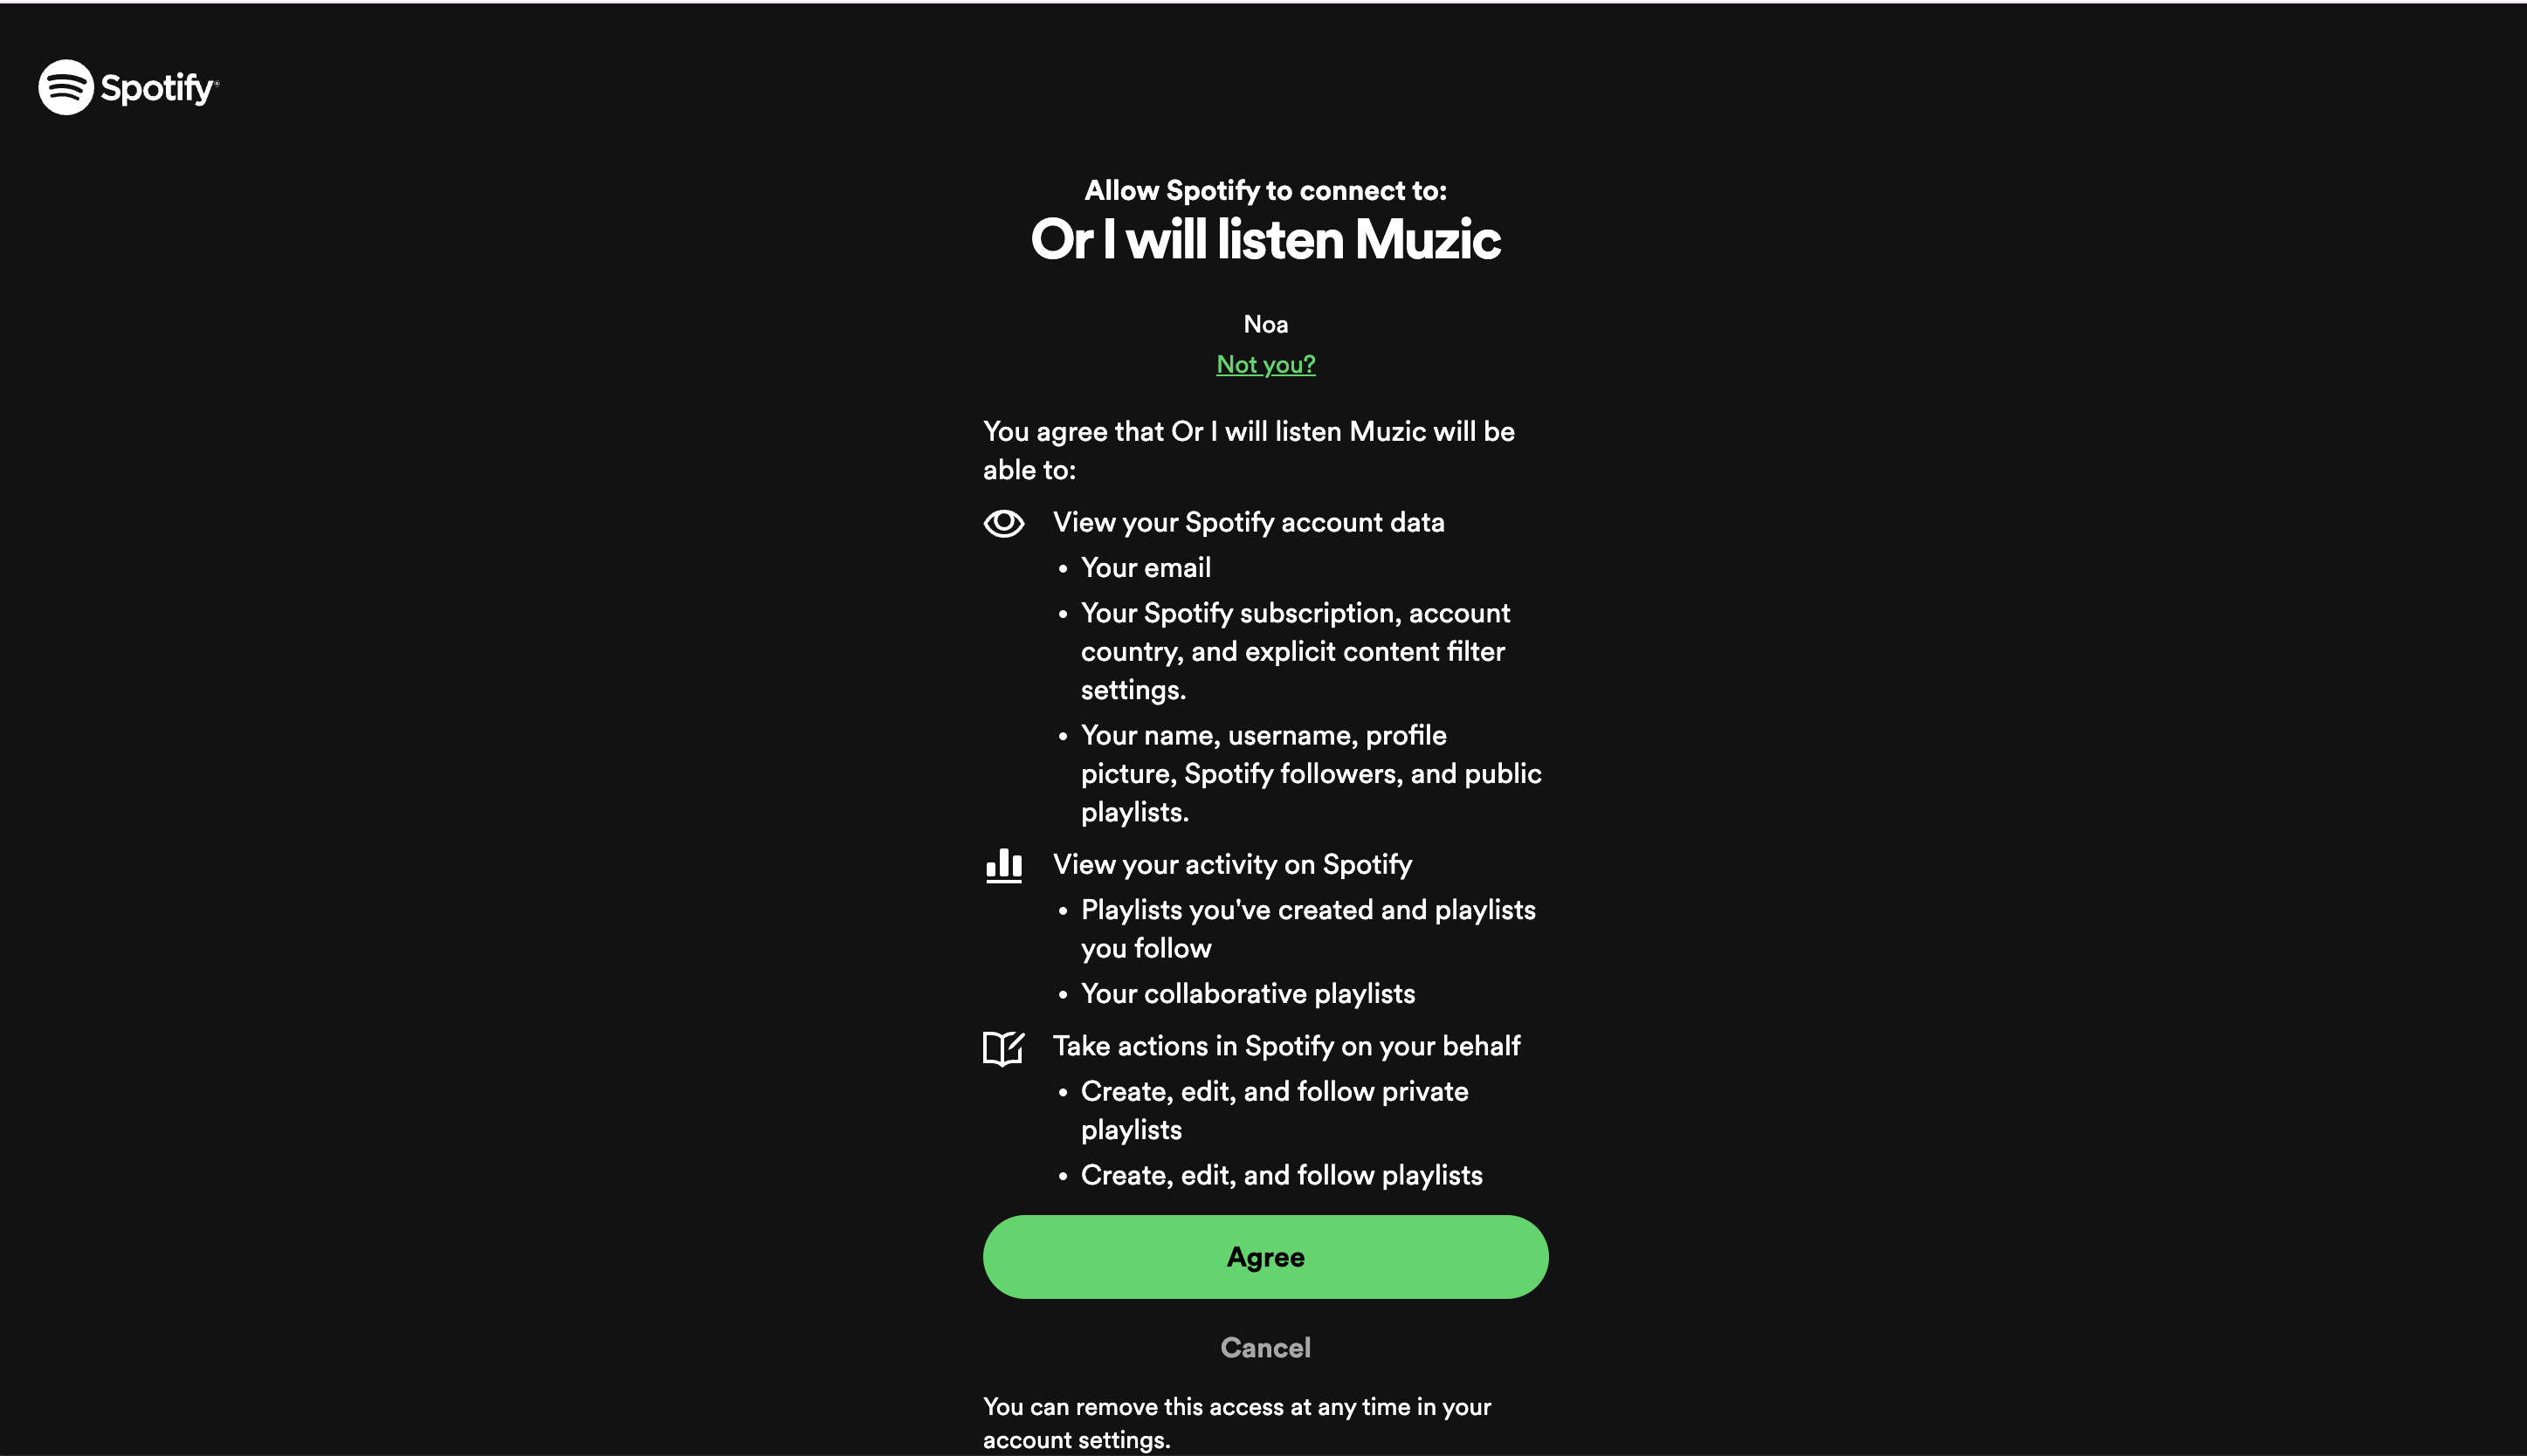 Spotify
Allow Spotify to connect to:
Or I will listen Muzic
Noa
Not you?
You agree that Or I will listen Muzic will be
able to:
View your Spotify account data
• Your email
• Your Spotify subscription, account
country, and explicit content filter
settings.
• Your name, username, profile
picture, Spotify followers, and public
playlists.
View your activity on Spotify
• Playlists you've created and playlists
you follow
• Your collaborative playlists
Take actions in Spotify on your behalf
• Create, edit, and follow private
playlists
• Create, edit, and follow playlists
Agree
Cancel
You can remove this access at any time in your
account settings.